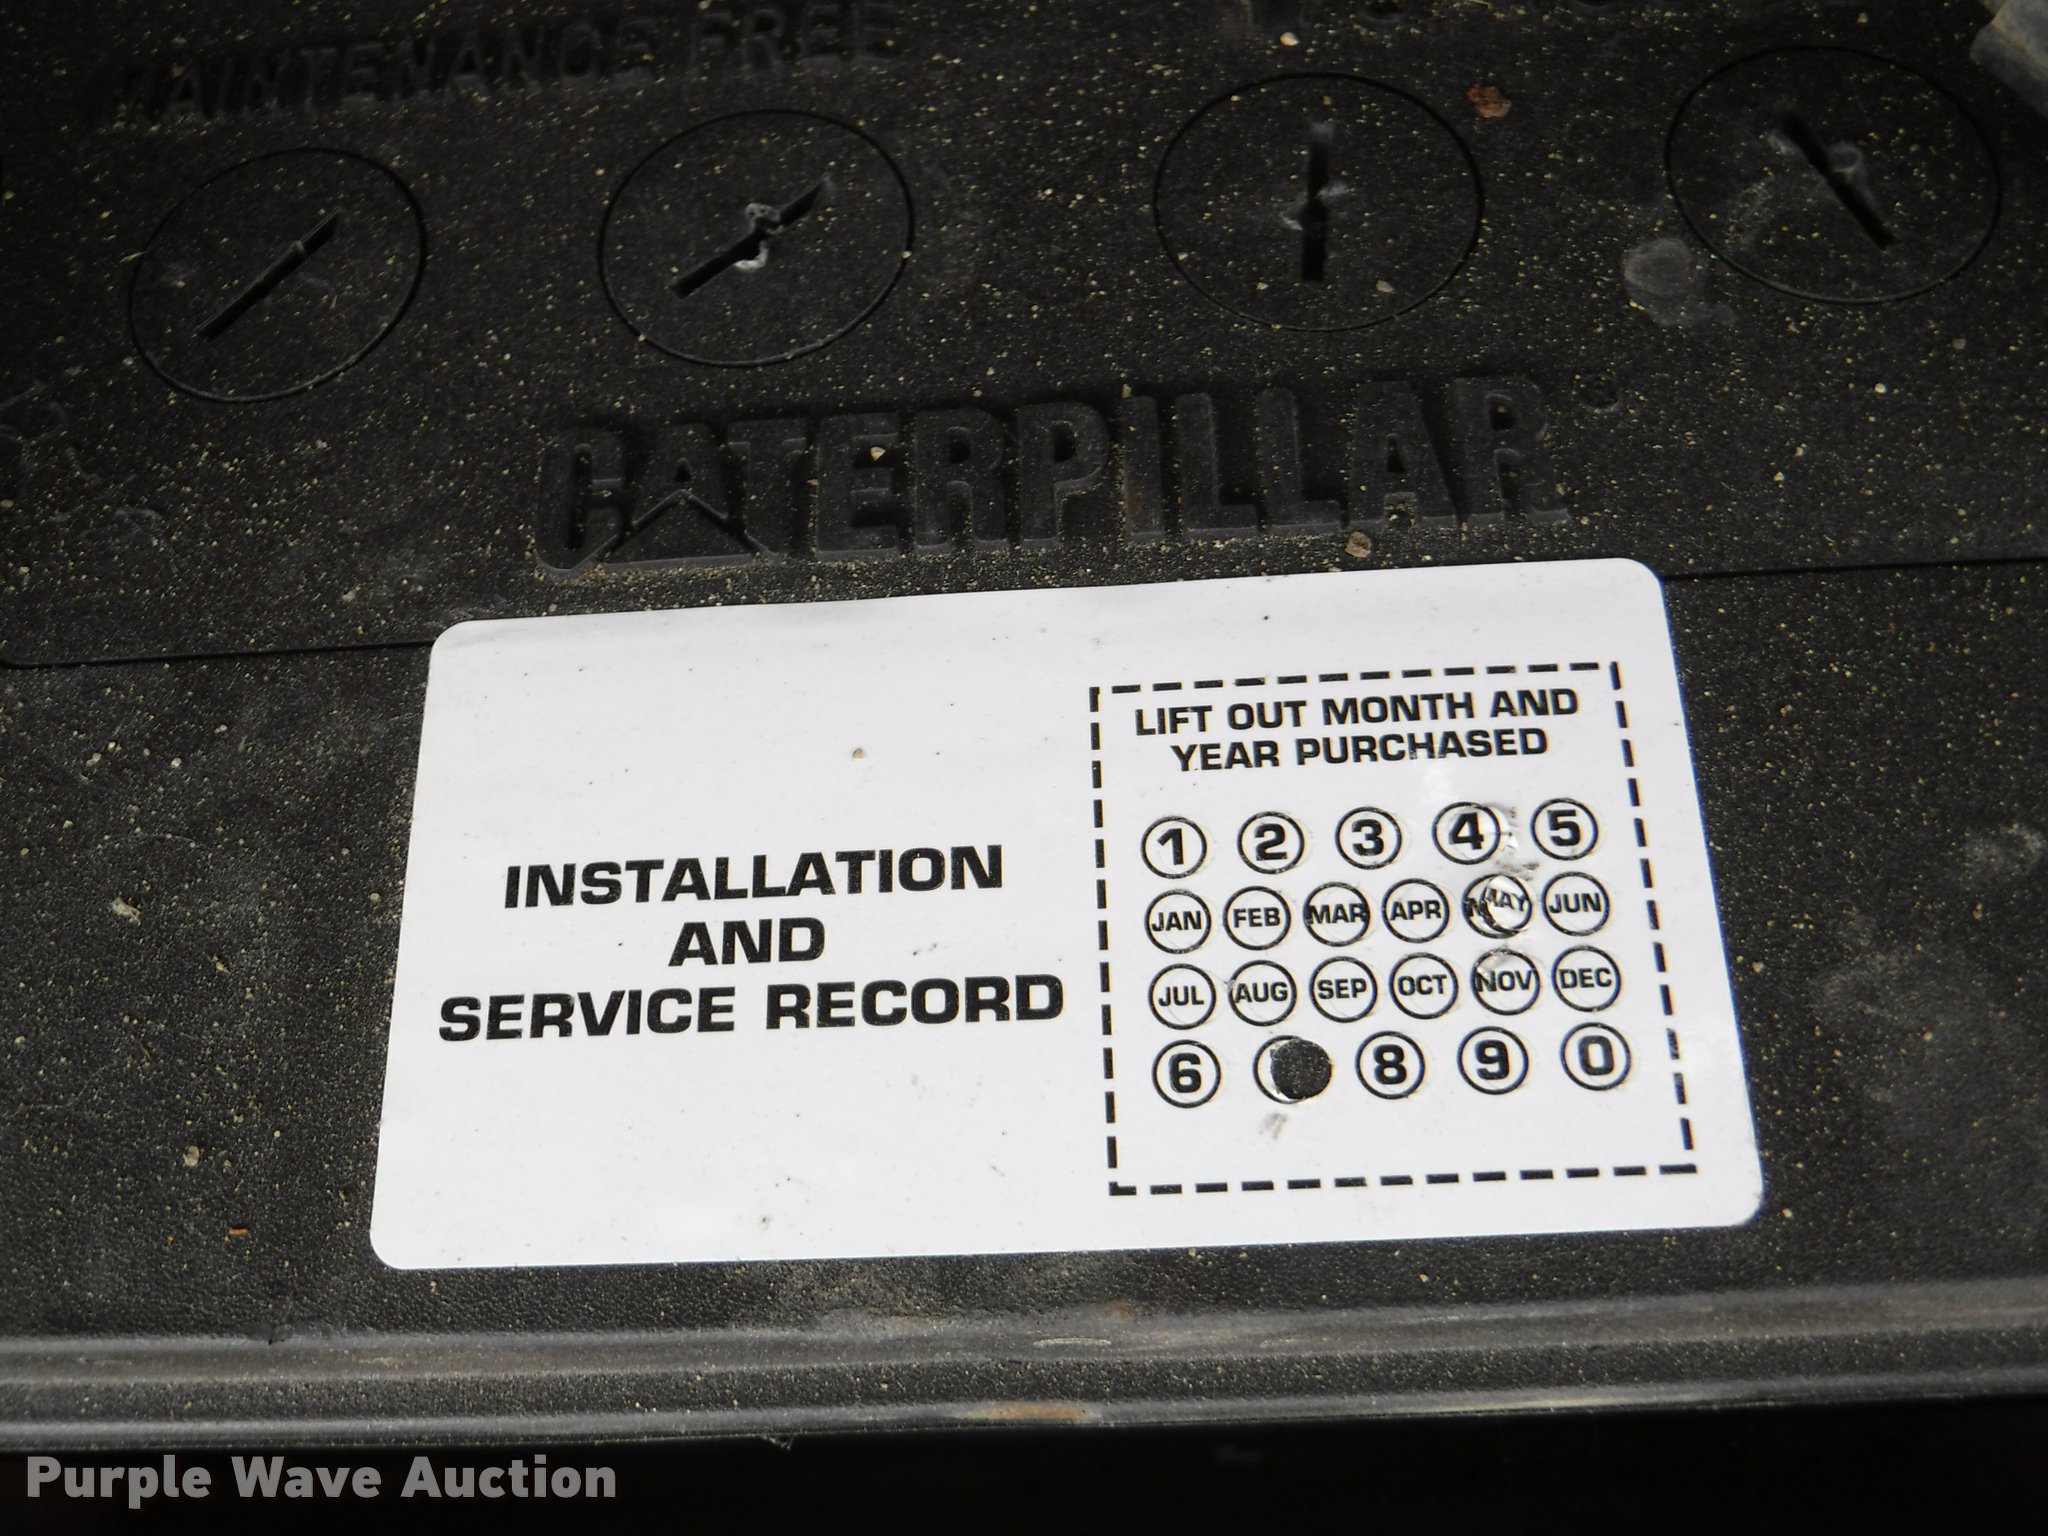 MAINTENANCE FREE
CATERPILLAR®
LIFT OUT MONTH AND
YEAR PURCHASED
1 2 3 4 5
JAN FEB MAR APR MAY JUN
JUL AUG SEP OCT NOV DEC
6 8 9 0
INSTALLATION
AND
SERVICE RECORD
Purple Wave Auction